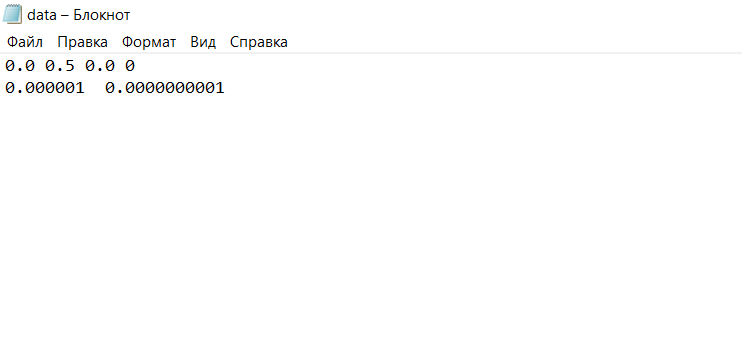 data – Блокнот
Файл Правка Формат Вид Справка
0.0 0.5 0.0 0
0.000001  0.0000000001